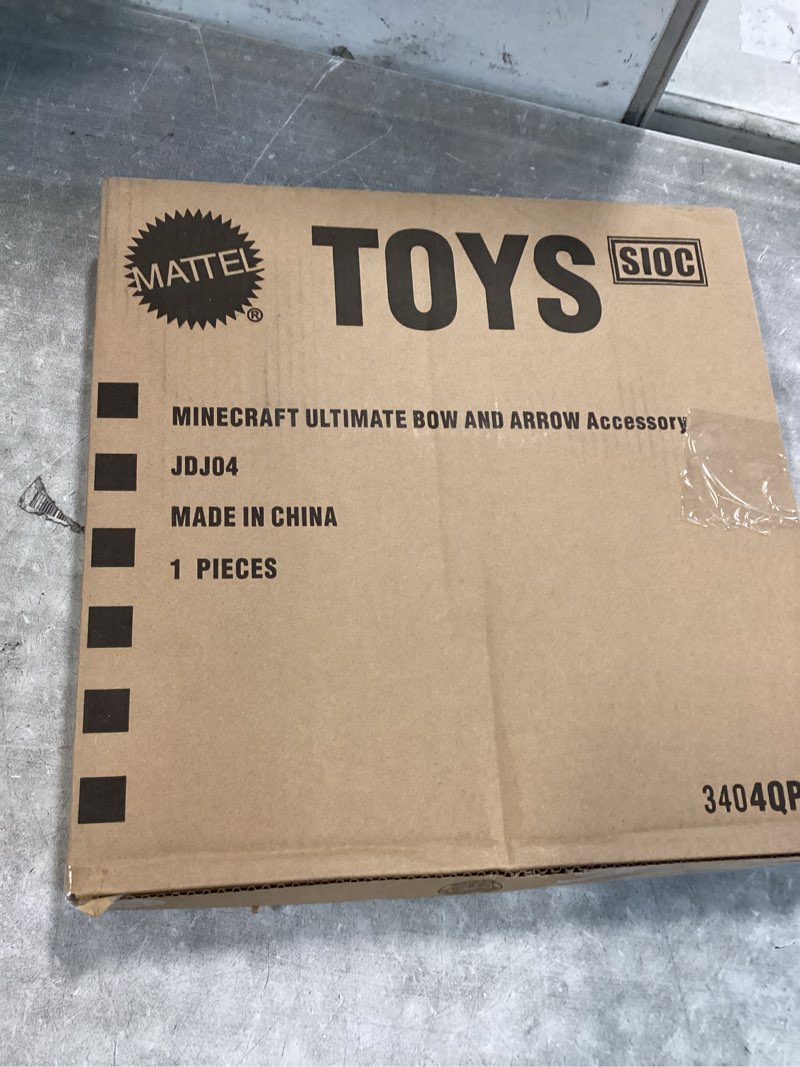 MATTEL
®
TOYS
SIOC
MINECRAFT ULTIMATE BOW AND ARROW Accessory
JDJ04
MADE IN CHINA
1 PIECES
3404QP